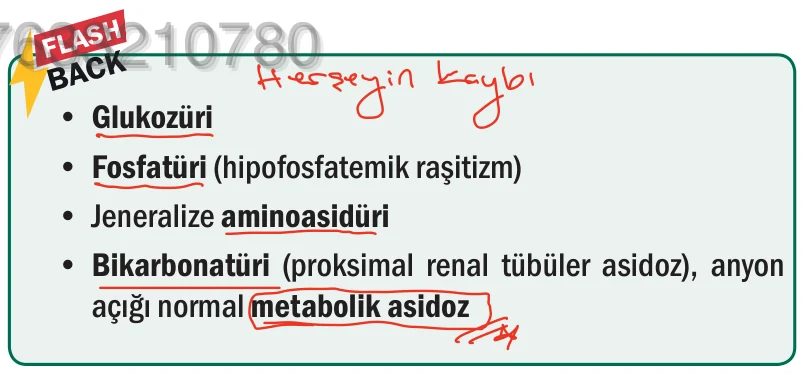 FLASH
BACK
Herşeyin kaybı
• Glukozüri
• Fosfatüri (hipofosfatemik raşitizm)
• Jeneralize aminoasidüri
• Bikarbonatüri (proksimal renal tübüler asidoz), anyon
açığı normal metabolik asidoz